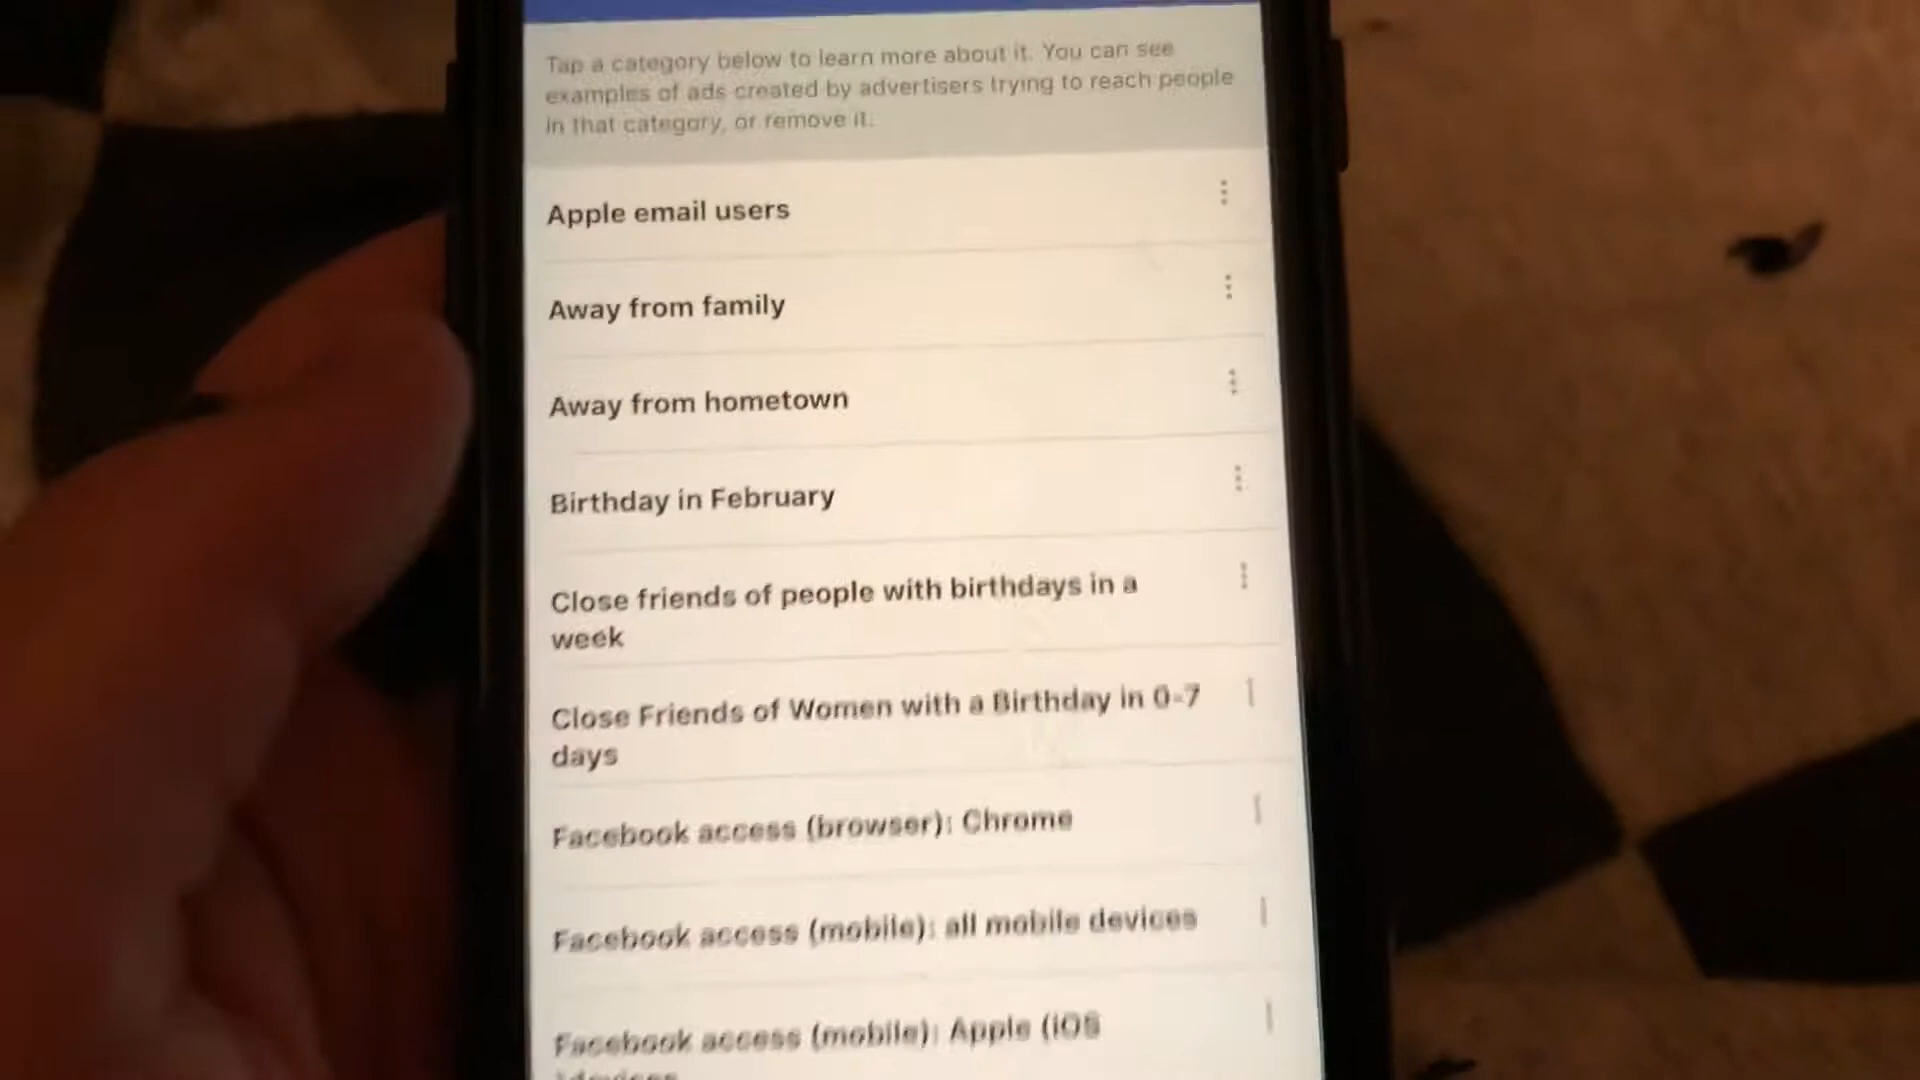 Tap a category below to learn more about it. You can see
examples of ads created by advertisers trying to reach people
in that category, or remove it.
Apple email users
Away from family
Away from hometown
Birthday in February
Close friends of people with birthdays in a
week
Close Friends of Women with a Birthday in 0-7
days
Facebook access (browser): Chrome
Facebook access (mobile): all mobile devices
Facebook access (mobile): Apple (iOS